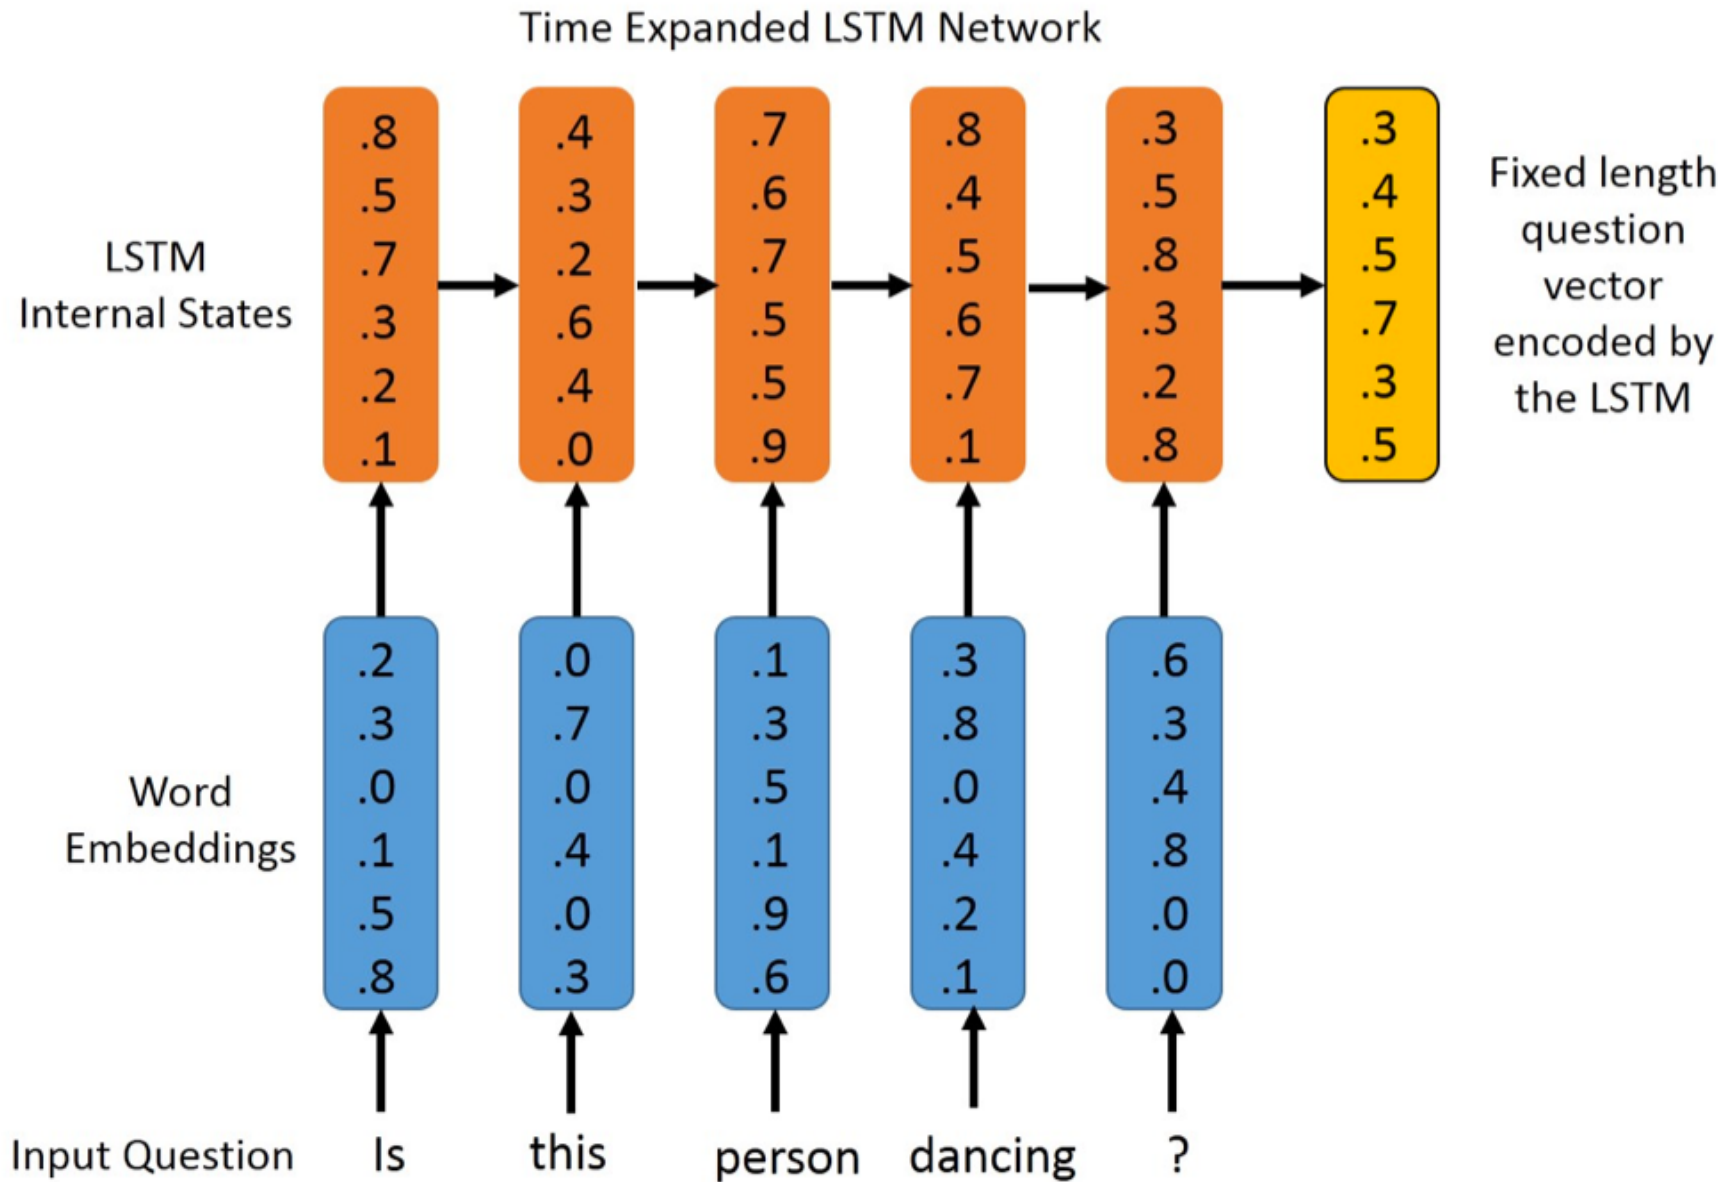 Time Expanded LSTM Network
LSTM
Internal States
.8 .4 .7 .8 .3 .3
.5 .3 .6 .4 .5 .4
.7 .2 .7 .5 .8 .5
.3 .6 .5 .6 .3 .7
.2 .4 .5 .7 .2 .3
.1 .0 .9 .1 .8 .5
Fixed length
question
vector
encoded by
the LSTM
Word
Embeddings
.2 .0 .1 .3 .6
.3 .7 .3 .8 .3
.0 .0 .5 .0 .4
.1 .4 .1 .4 .8
.5 .0 .9 .2 .0
.8 .3 .6 .1 .0
Input Question Is this person dancing ?